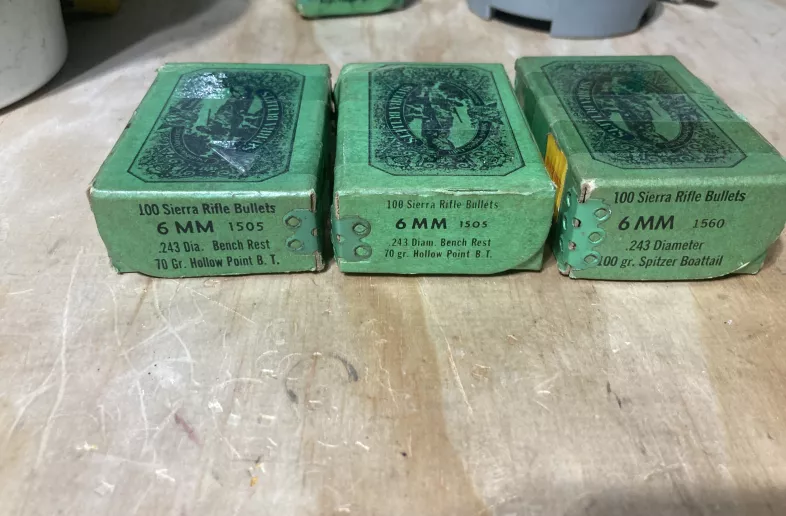 100 Sierra Rifle Bullets
6 MM 1505
.243 Dia. Bench Rest
70 Gr. Hollow Point B. T.
100 Sierra Rifle Bullets
6 MM 1505
.243 Diam. Bench Rest
70 gr. Hollow Point B.T.
100 Sierra Rifle Bullets
6 MM 1560
.243 Diameter
100 gr. Spitzer Boattail